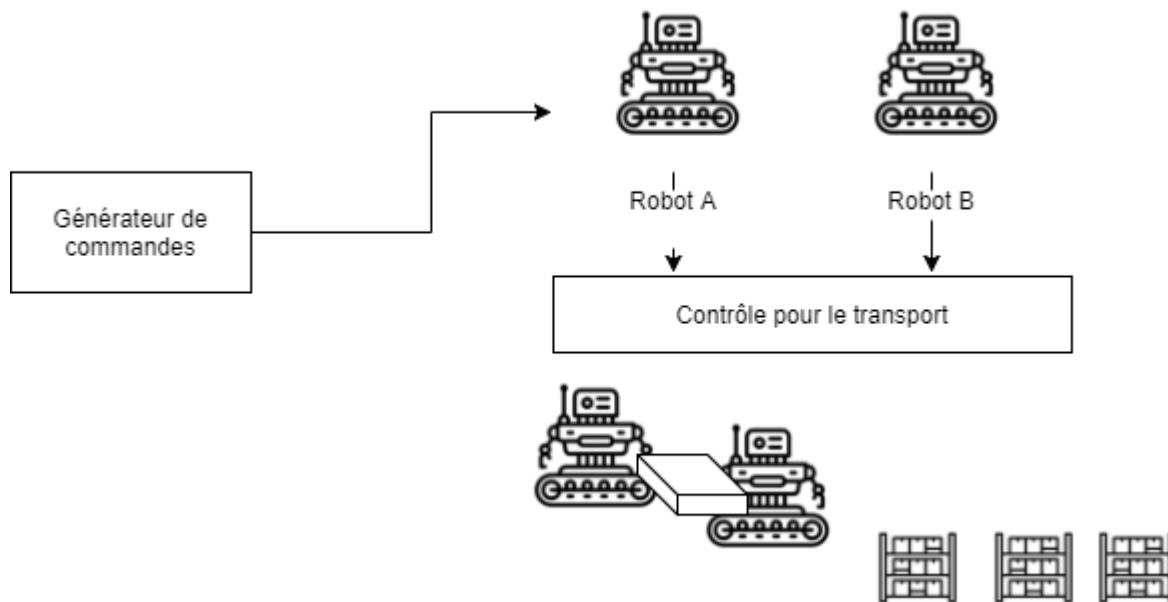 Robot A
Robot B
Générateur de
commandes
Contrôle pour le transport